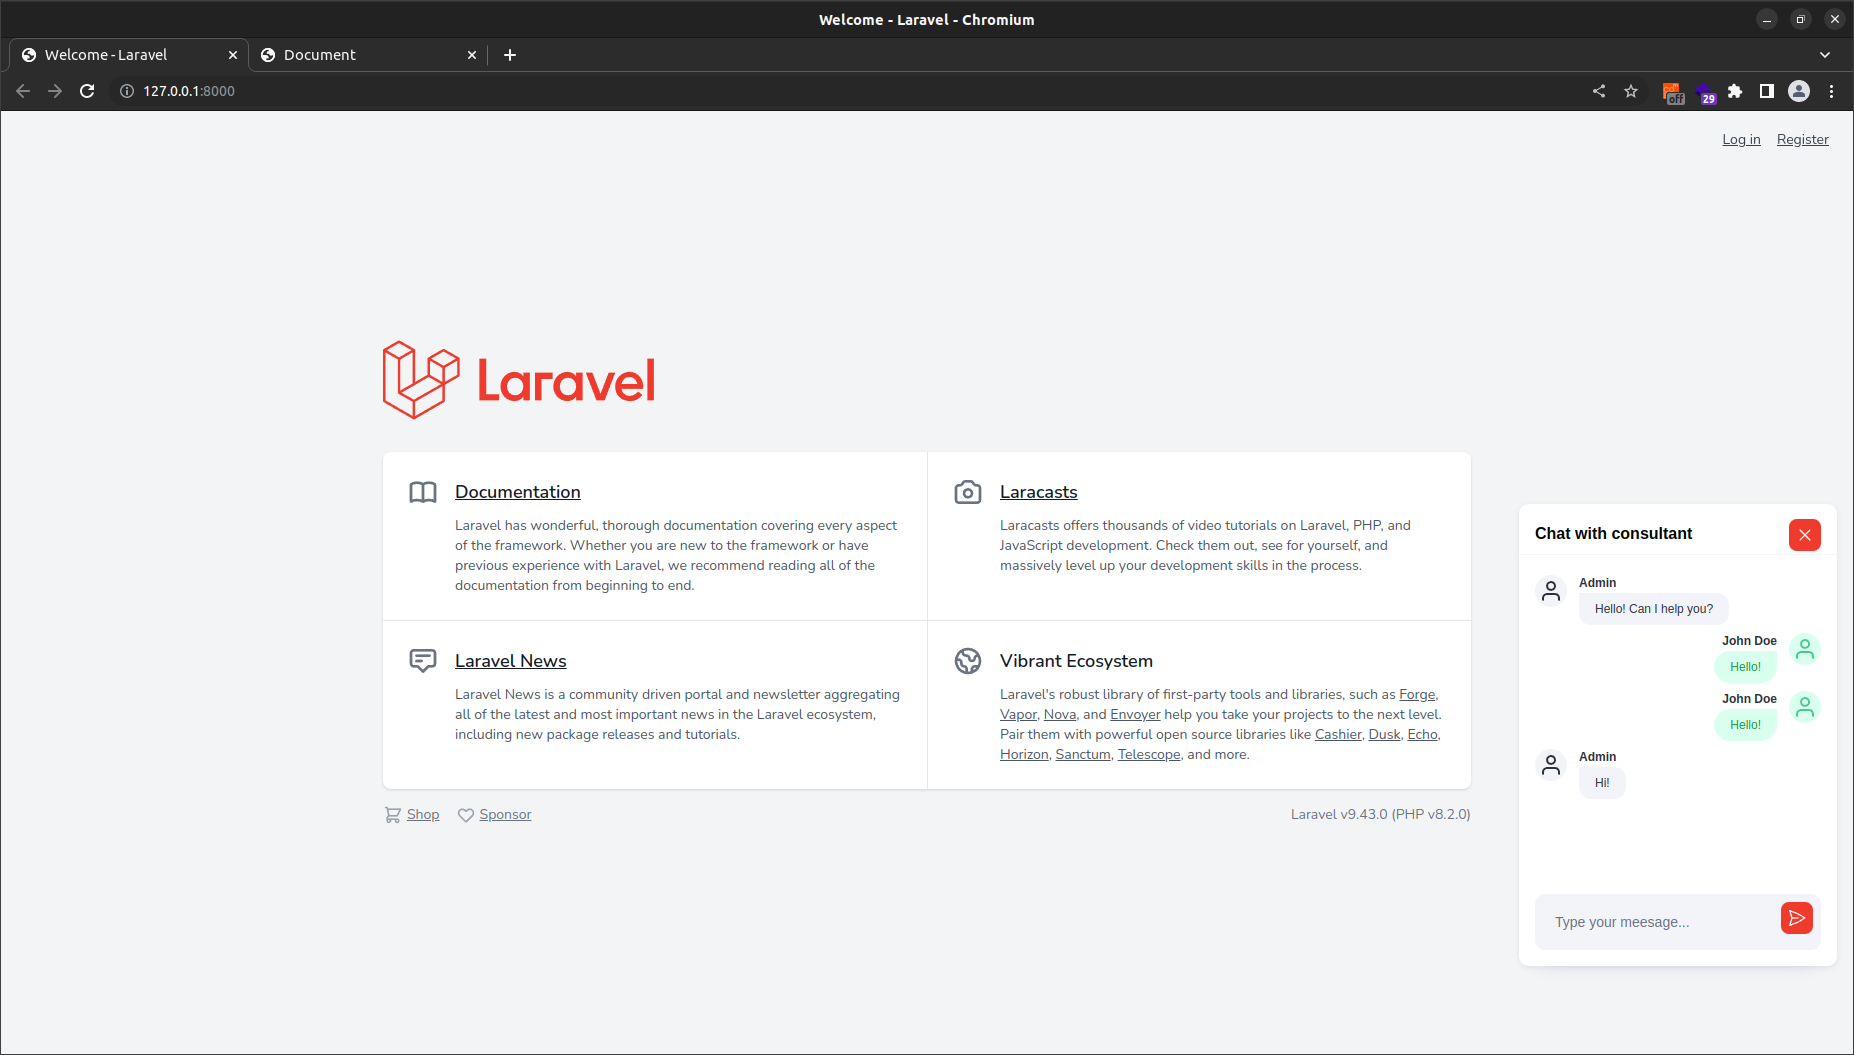 Welcome - Laravel - Chromium
Welcome - Laravel
Document
127.0.0.1:8000
off
29
Log in
Register
Laravel
Documentation
Laravel has wonderful, thorough documentation covering every aspect
of the framework. Whether you are new to the framework or have
previous experience with Laravel, we recommend reading all of the
documentation from beginning to end.
Laracasts
Laracasts offers thousands of video tutorials on Laravel, PHP, and
JavaScript development. Check them out, see for yourself, and
massively level up your development skills in the process.
Laravel News
Laravel News is a community driven portal and newsletter aggregating
all of the latest and most important news in the Laravel ecosystem,
including new package releases and tutorials.
Vibrant Ecosystem
Laravel's robust library of first-party tools and libraries, such as Forge,
Vapor, Nova, and Envoyer help you take your projects to the next level.
Pair them with powerful open source libraries like Cashier, Dusk, Echo,
Horizon, Sanctum, Telescope, and more.
Shop
Sponsor
Laravel v9.43.0 (PHP v8.2.0)
Chat with consultant
Admin
Hello! Can I help you?
John Doe
Hello!
John Doe
Hello!
Admin
Hi!
Type your meesage...